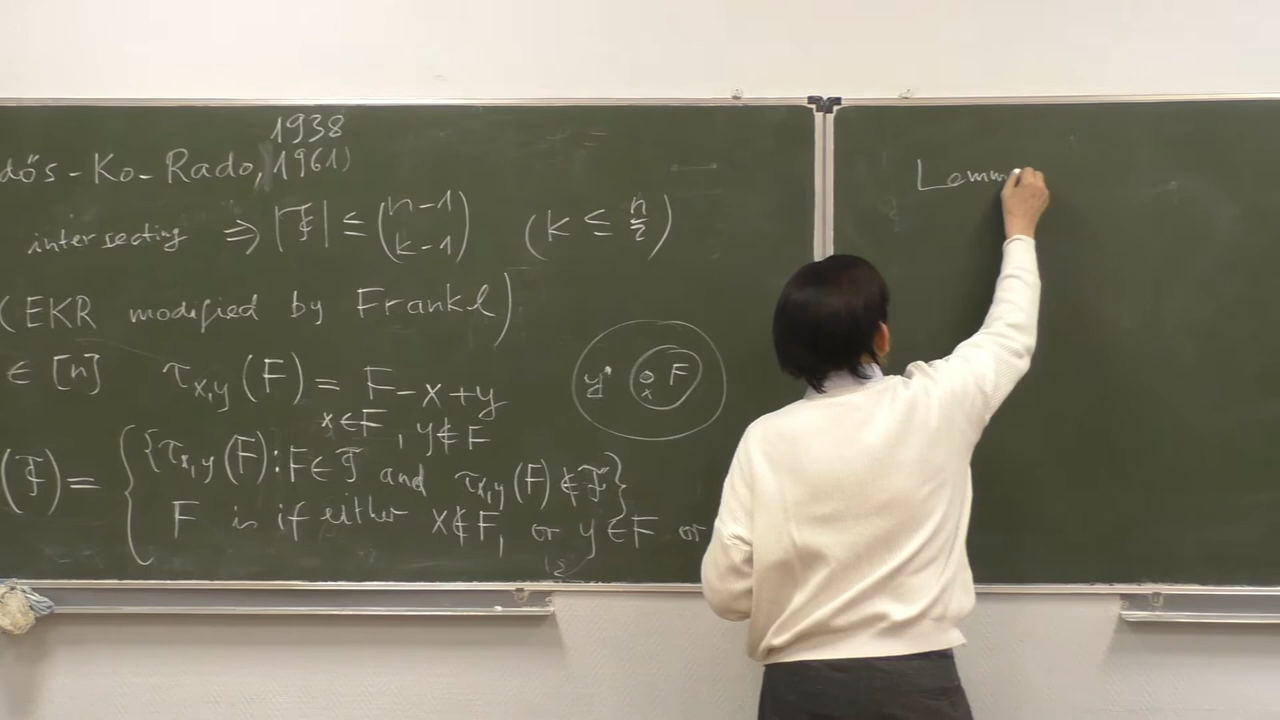 1938
dős - Ko - Rado, 1961)
intersecting ⇒ |F| ≤ (n-1 k-1) (k ≤ n/2)
(EKR modified by Frankl)
∈ [n] τx,y(F) = F - x + y
x ∈ F, y ∉ F
(F) = { {τx,y(F) : F ∈ F and τx,y(F) ∉ F}
F is if either x ∉ F, or y ∈ F or
y x F
Lemm